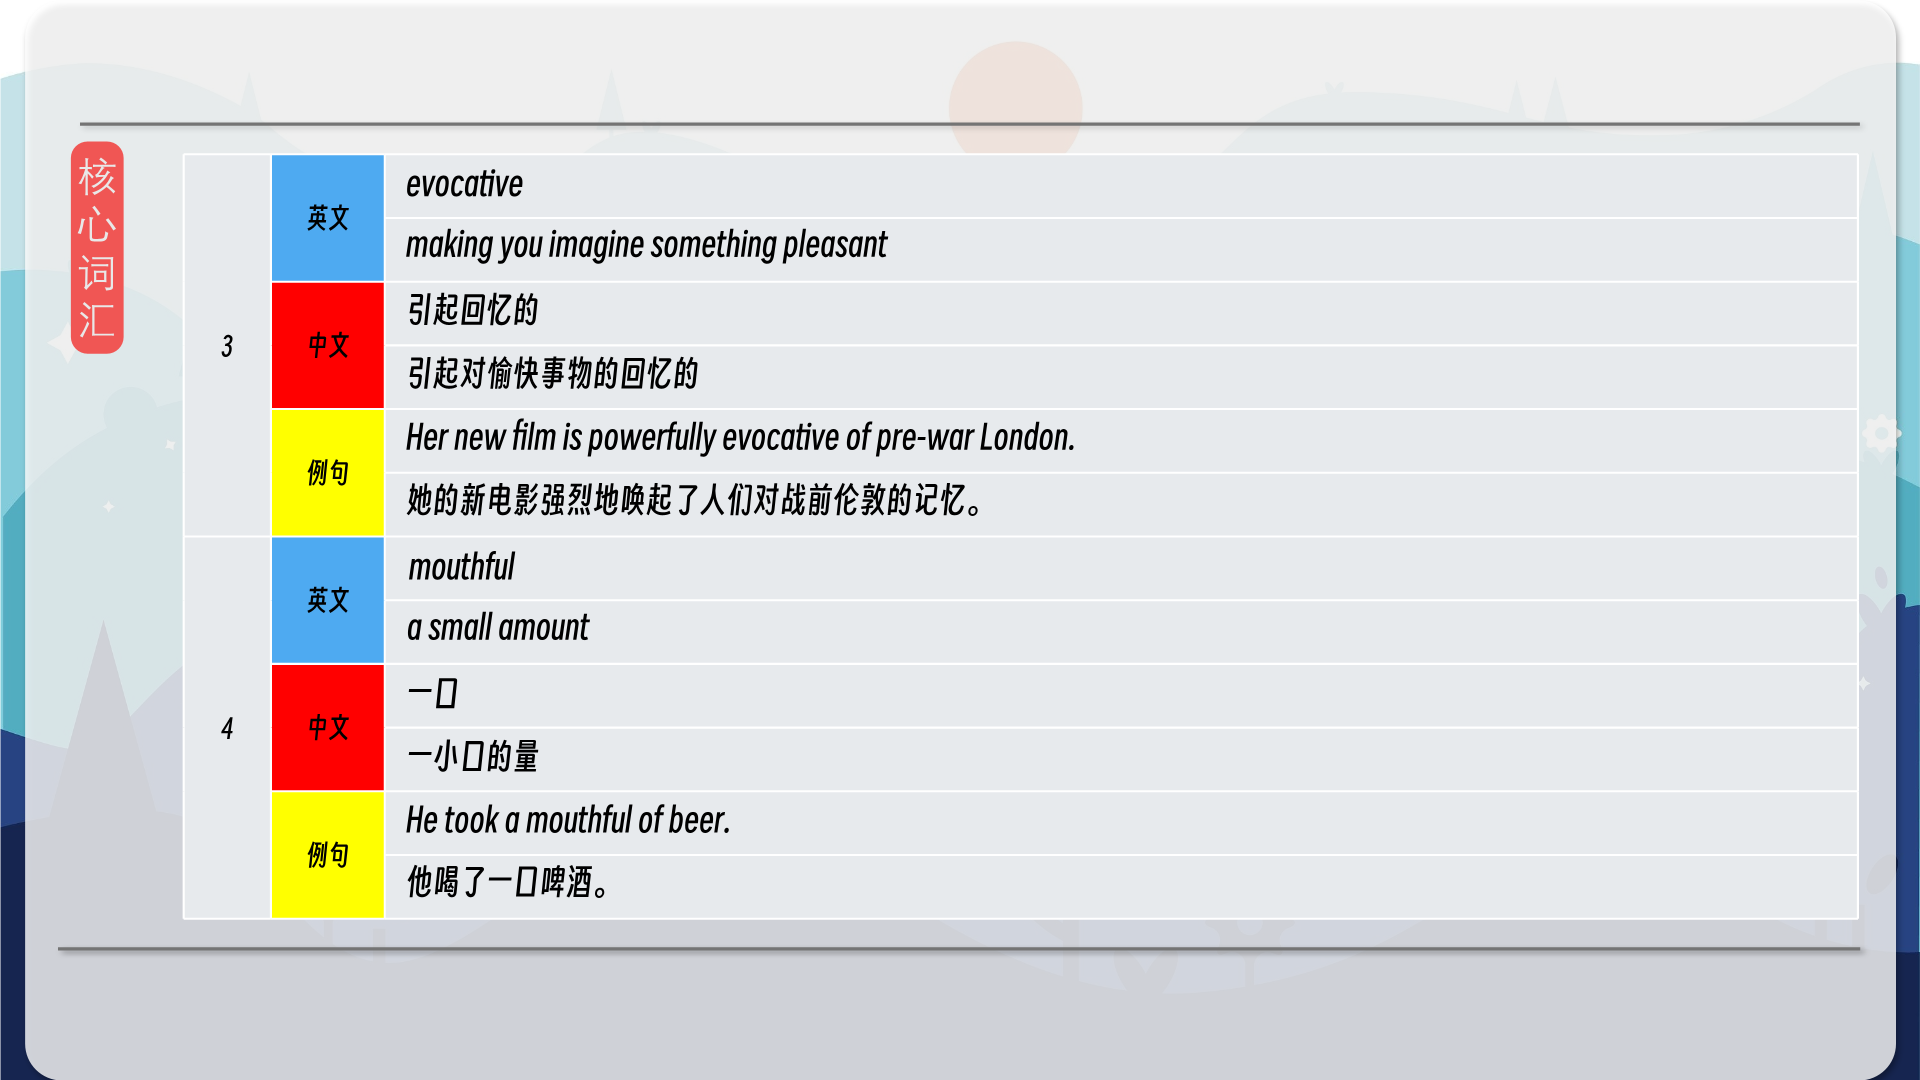 核心词汇
3
英文
evocative
making you imagine something pleasant
中文
引起回忆的
引起对愉快事物的回忆的
例句
Her new film is powerfully evocative of pre-war London.
她的新电影强烈地唤起了人们对战前伦敦的记忆。
4
英文
mouthful
a small amount
中文
一口
一小口的量
例句
He took a mouthful of beer.
他喝了一口啤酒。